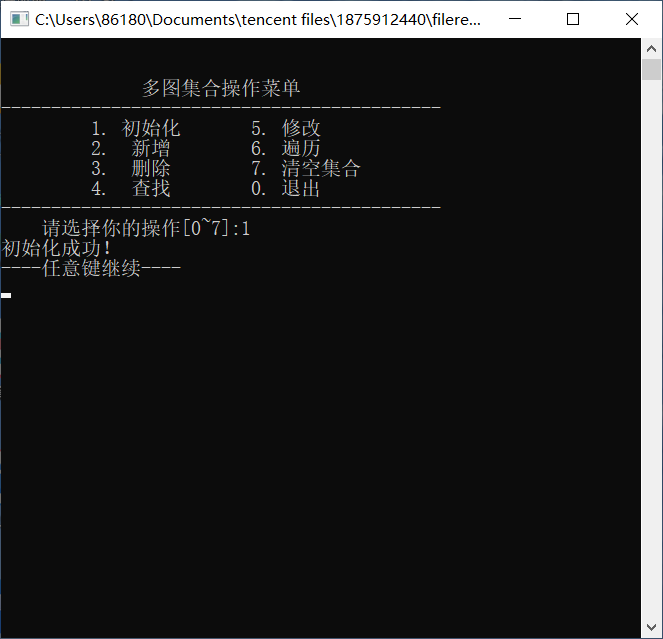 C:\Users\86180\Documents\tencent files\1875912440\filere...
多图集合操作菜单
--------------------------------------------
1. 初始化 5. 修改
2. 新增 6. 遍历
3. 删除 7. 清空集合
4. 查找 0. 退出
--------------------------------------------
请选择你的操作[0~7]:1
初始化成功!
----任意键继续----